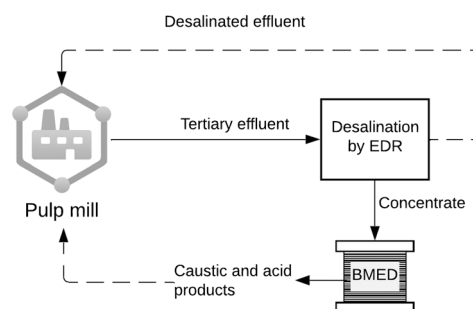 Desalinated effluent
Tertiary effluent
Desalination
by EDR
Pulp mill
Concentrate
Caustic and acid
products
BMED